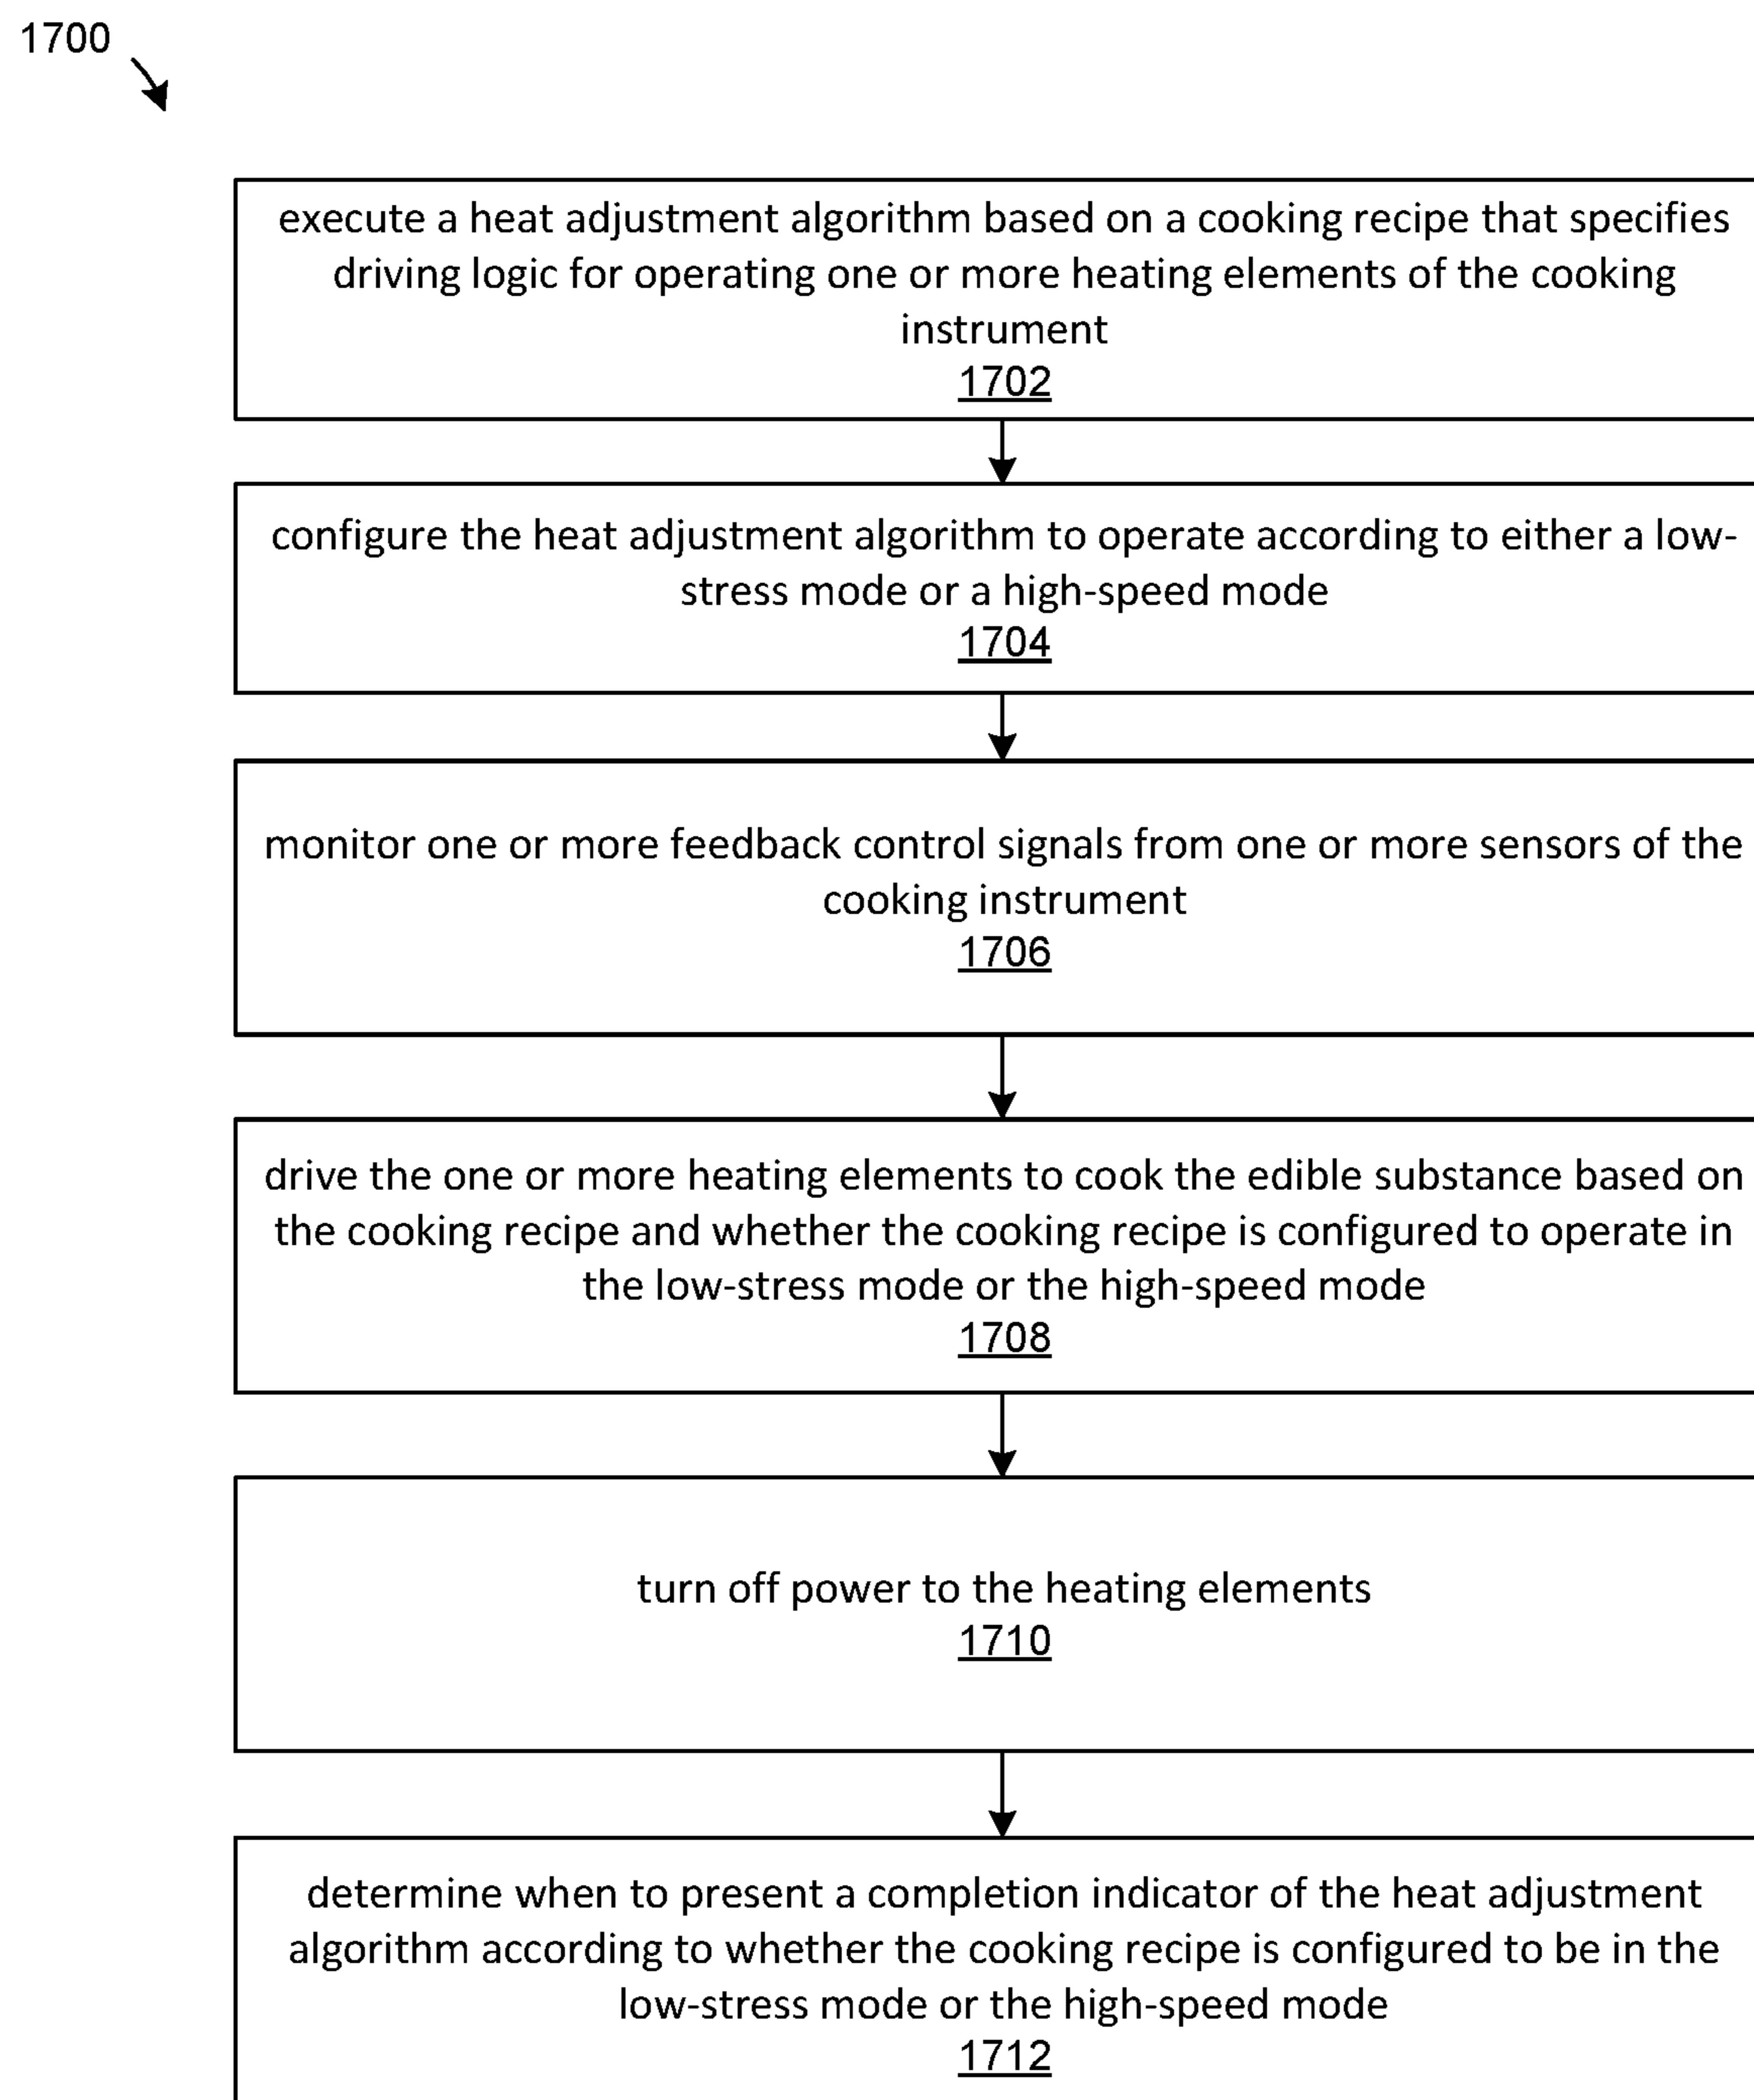 1700
execute a heat adjustment algorithm based on a cooking recipe that specifies
driving logic for operating one or more heating elements of the cooking
instrument
1702
configure the heat adjustment algorithm to operate according to either a low-
stress mode or a high-speed mode
1704
monitor one or more feedback control signals from one or more sensors of the
cooking instrument
1706
drive the one or more heating elements to cook the edible substance based on
the cooking recipe and whether the cooking recipe is configured to operate in
the low-stress mode or the high-speed mode
1708
turn off power to the heating elements
1710
determine when to present a completion indicator of the heat adjustment
algorithm according to whether the cooking recipe is configured to be in the
low-stress mode or the high-speed mode
1712